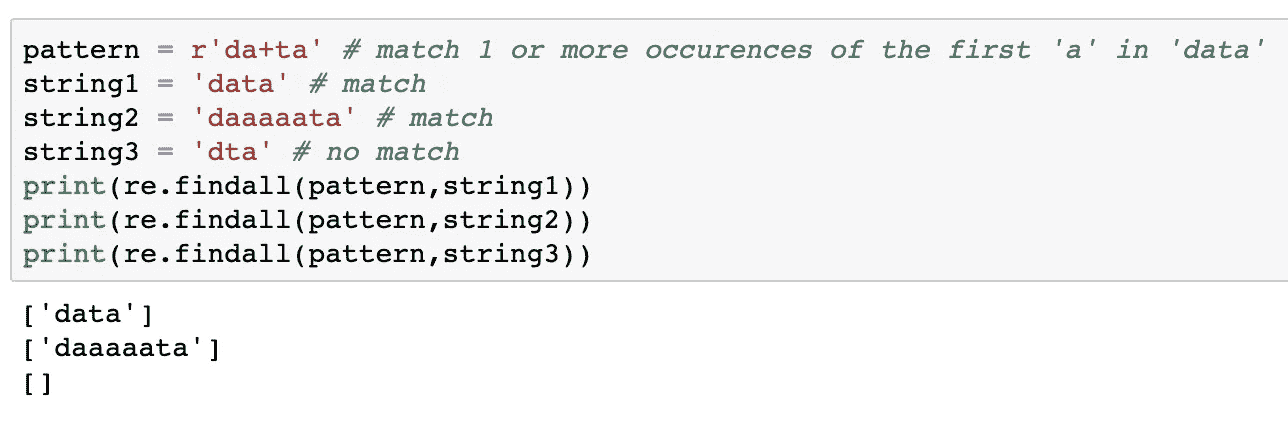 pattern = r'da+ta' # match 1 or more occurences of the first 'a' in 'data'
string1 = 'data' # match
string2 = 'daaaaata' # match
string3 = 'dta' # no match
print(re.findall(pattern,string1))
print(re.findall(pattern,string2))
print(re.findall(pattern,string3))
['data']
['daaaaata']
[]